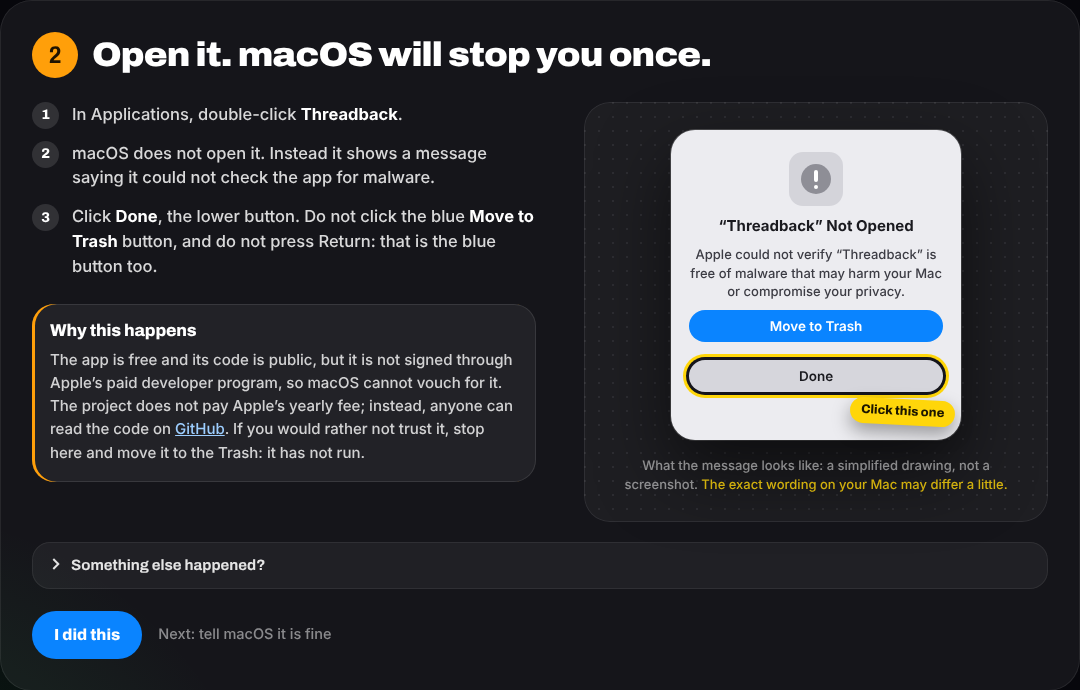 2
Open it. macOS will stop you once.
1
In Applications, double-click Threadback.
2
macOS does not open it. Instead it shows a message
saying it could not check the app for malware.
3
Click Done, the lower button. Do not click the blue Move to
Trash button, and do not press Return: that is the blue
button too.
Why this happens
The app is free and its code is public, but it is not signed through
Apple’s paid developer program, so macOS cannot vouch for it.
The project does not pay Apple’s yearly fee; instead, anyone can
read the code on GitHub. If you would rather not trust it, stop
here and move it to the Trash: it has not run.
“Threadback” Not Opened
Apple could not verify “Threadback” is
free of malware that may harm your Mac
or compromise your privacy.
Move to Trash
Done
Click this one
What the message looks like: a simplified drawing, not a
screenshot. The exact wording on your Mac may differ a little.
Something else happened?
I did this
Next: tell macOS it is fine